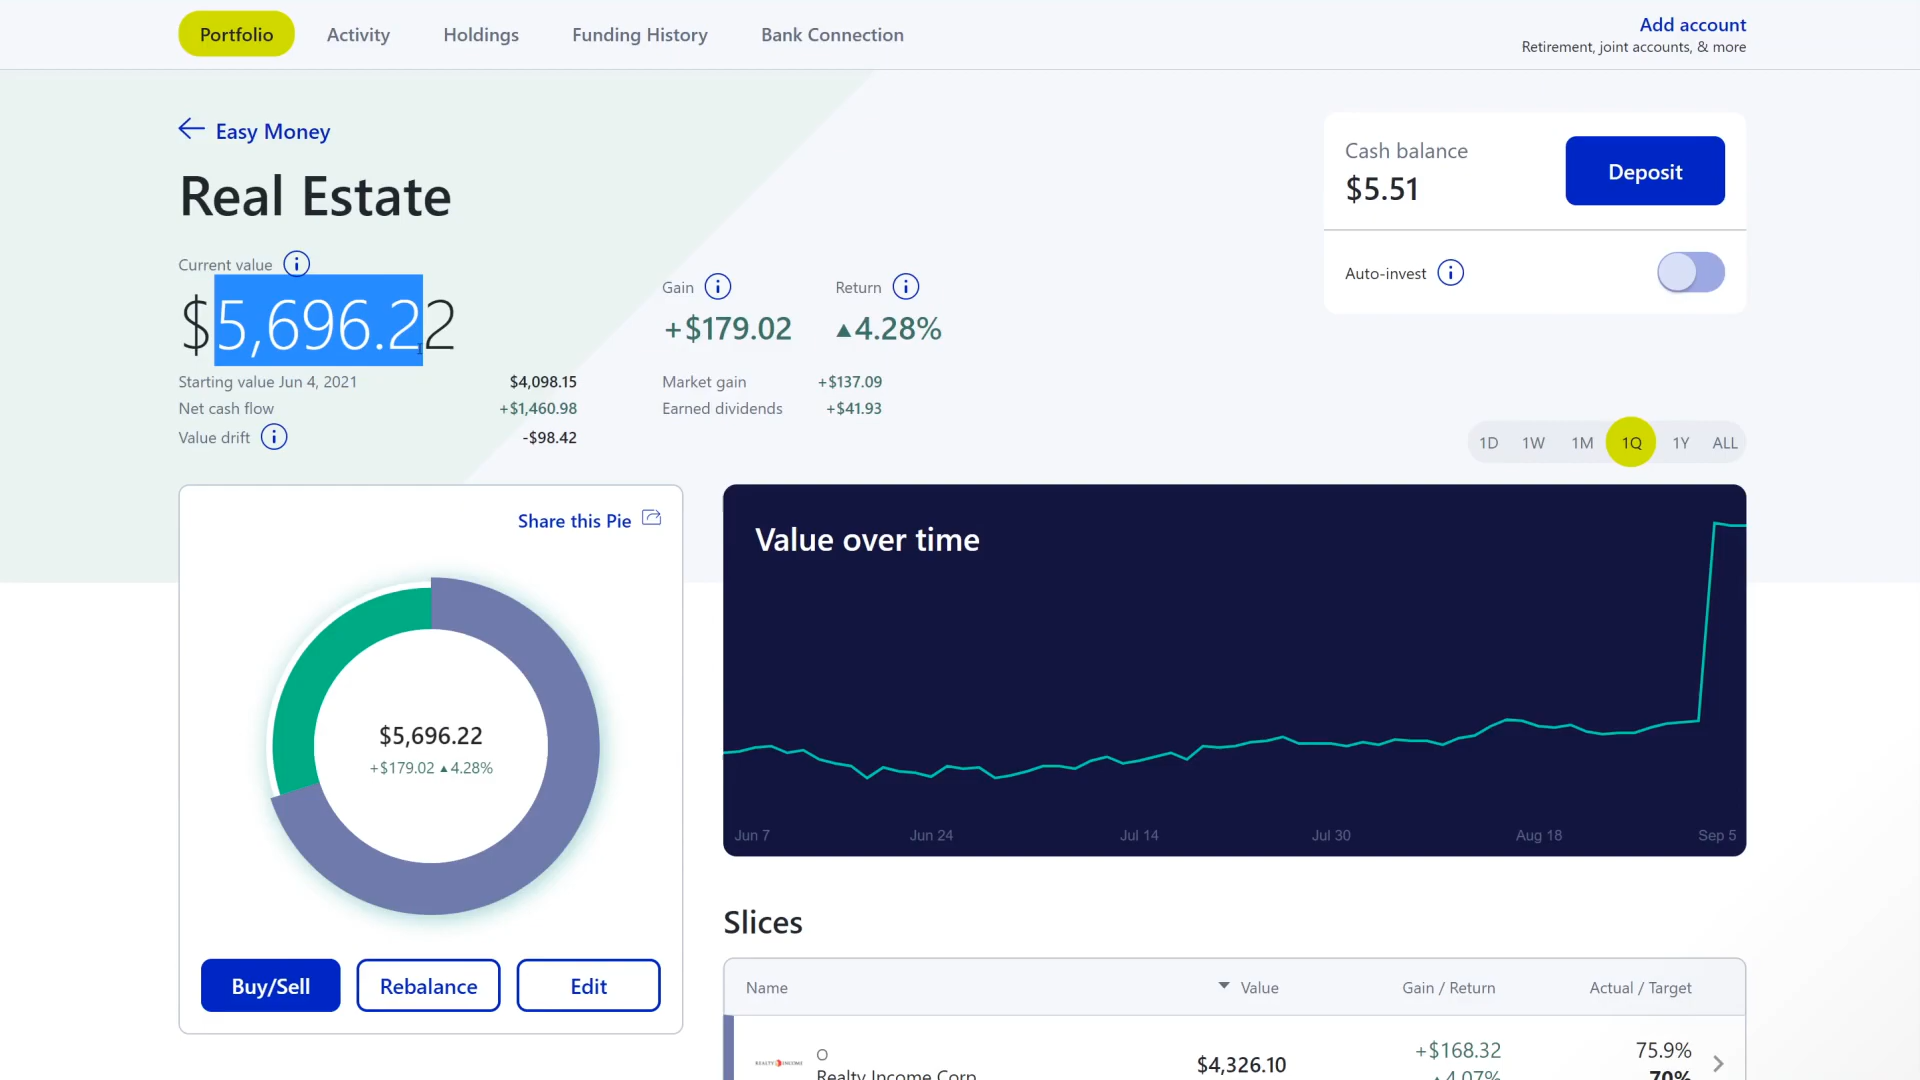 Portfolio
Activity
Holdings
Funding History
Bank Connection
Add account
Retirement, joint accounts, & more
Easy Money
Real Estate
Current value
$5,696.22
Starting value Jun 4, 2021 $4,098.15
Net cash flow +$1,460.98
Value drift -$98.42
Gain
+$179.02
Return
▲4.28%
Market gain +$137.09
Earned dividends +$41.93
Cash balance
$5.51
Deposit
Auto-invest
1D 1W 1M 1Q 1Y ALL
Share this Pie
$5,696.22
+$179.02 ▲4.28%
Buy/Sell
Rebalance
Edit
Value over time
Jun 7 Jun 24 Jul 14 Jul 30 Aug 18 Sep 5
Slices
Name Value Gain / Return Actual / Target
REALTY INCOME
O
Realty Income Corp
$4,326.10
+$168.32
▲4.07%
75.9%
70%